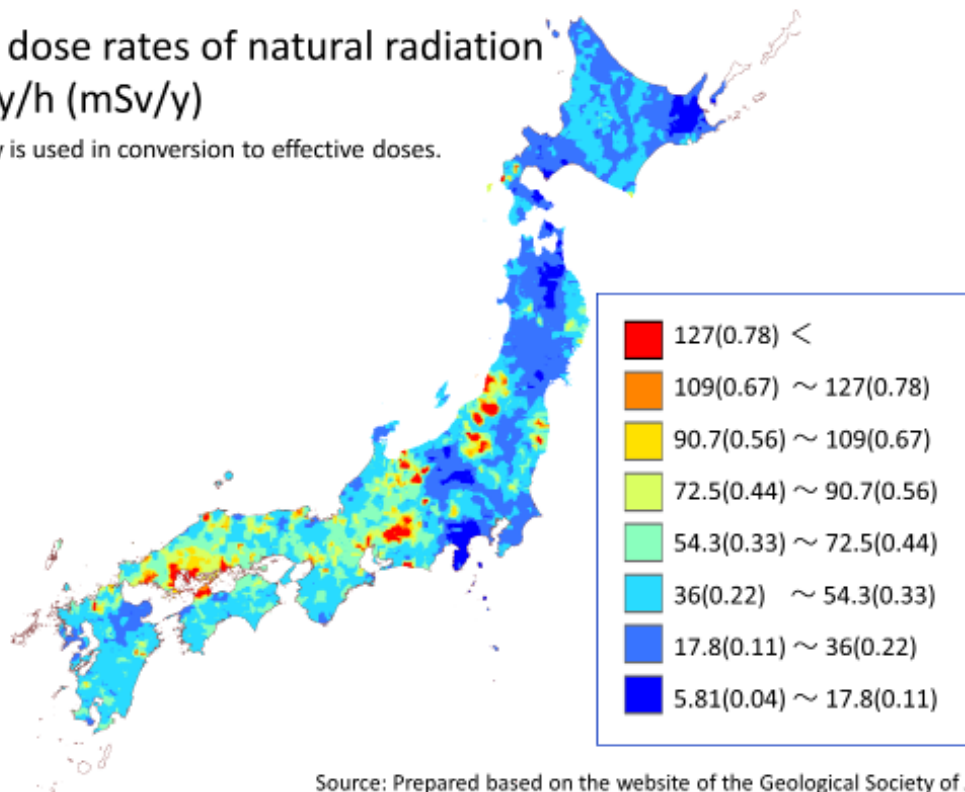 dose rates of natural radiation
y/h (mSv/y)
y is used in conversion to effective doses.
127(0.78) <
109(0.67) ～ 127(0.78)
90.7(0.56) ～ 109(0.67)
72.5(0.44) ～ 90.7(0.56)
54.3(0.33) ～ 72.5(0.44)
36(0.22) ～ 54.3(0.33)
17.8(0.11) ～ 36(0.22)
5.81(0.04) ～ 17.8(0.11)
Source: Prepared based on the website of the Geological Society of